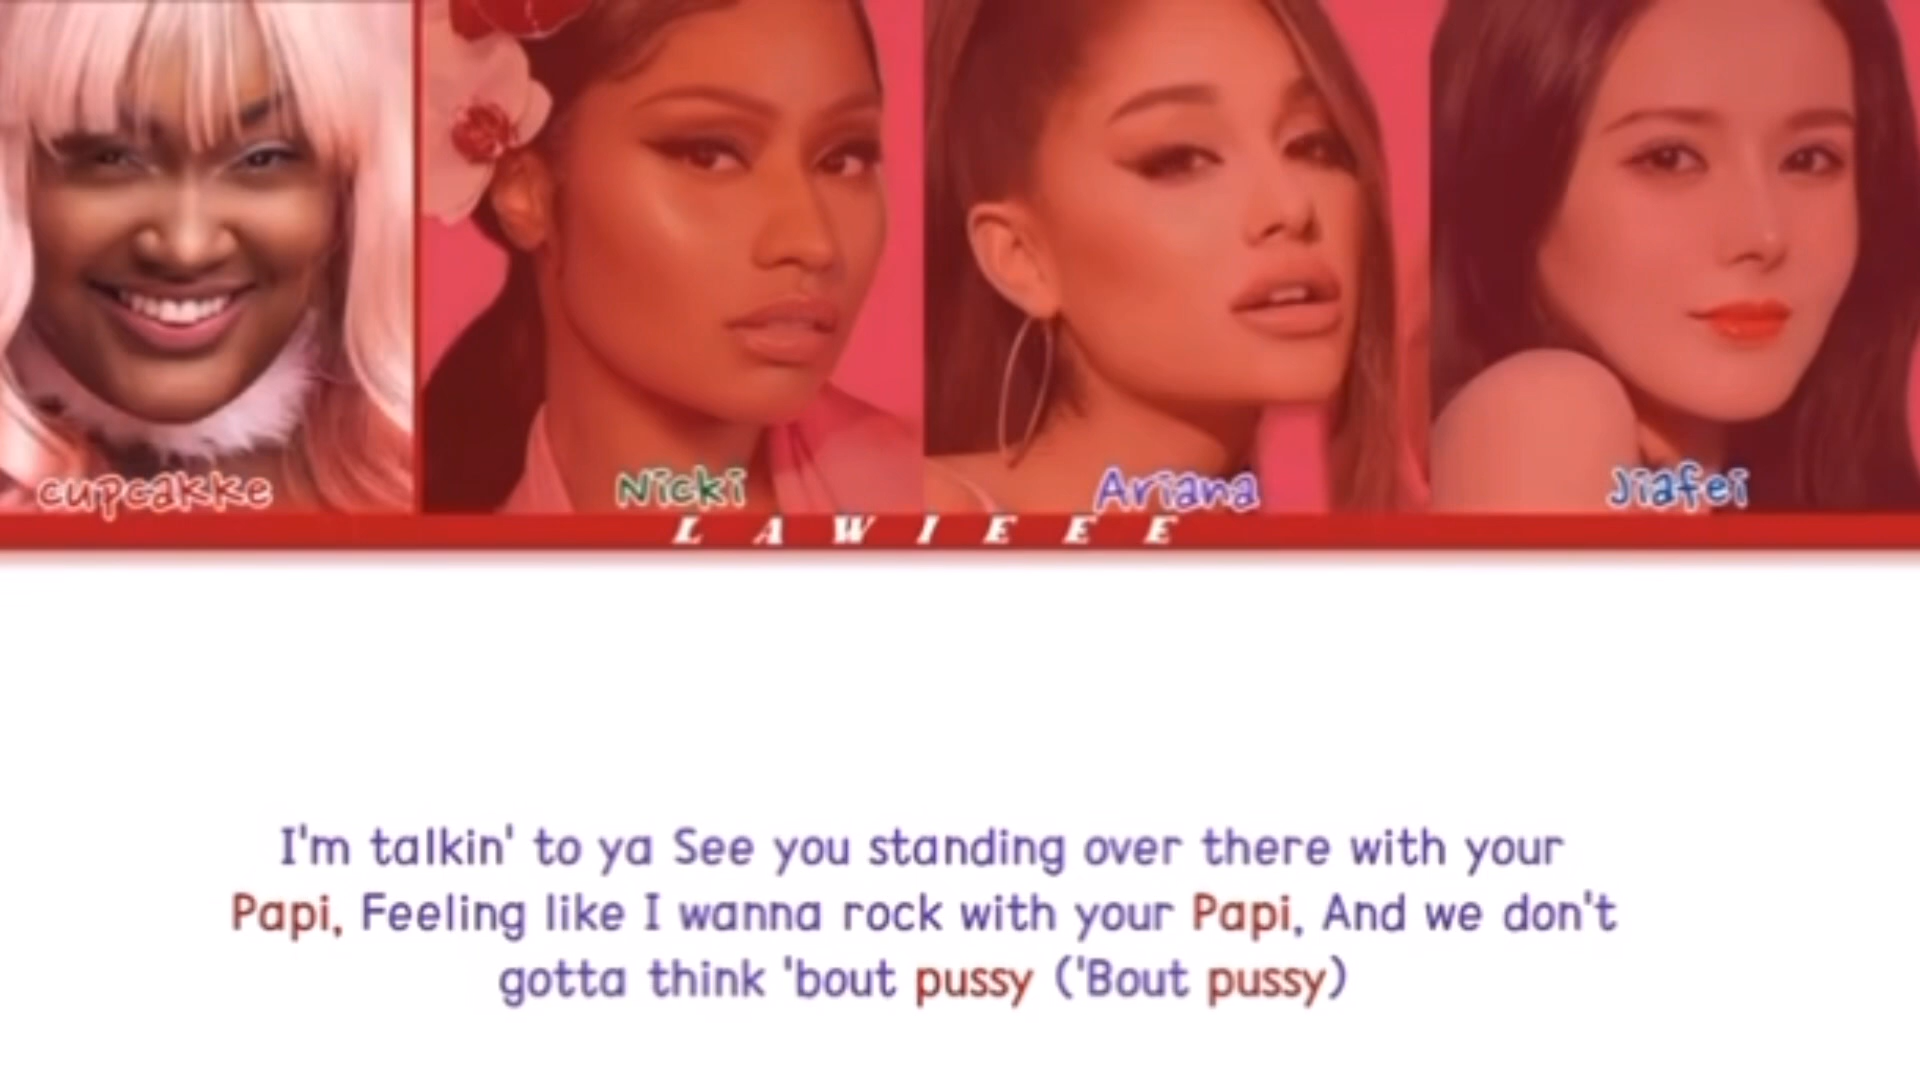 cupcakke
Nicki
Ariana
Jiafei
LAWIEEE
I'm talkin' to ya See you standing over there with your
Papi, Feeling like I wanna rock with your Papi, And we don't
gotta think 'bout pussy ('Bout pussy)